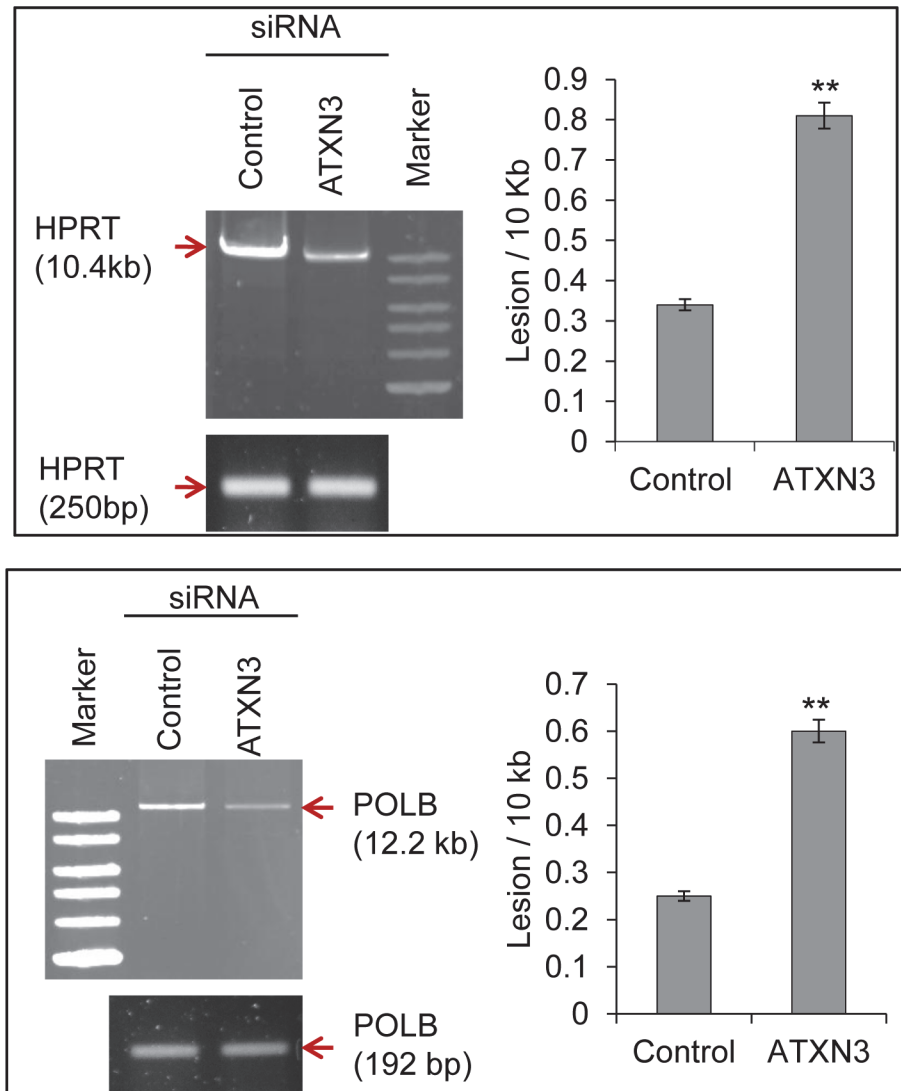 siRNA
Control
ATXN3
Marker
HPRT
(10.4kb)
HPRT
(250bp)
Lesion / 10 Kb
0.9
0.8
0.7
0.6
0.5
0.4
0.3
0.2
0.1
0
**
Control
ATXN3
siRNA
Marker
Control
ATXN3
POLB
(12.2 kb)
POLB
(192 bp)
Lesion / 10 kb
0.7
0.6
0.5
0.4
0.3
0.2
0.1
0
**
Control
ATXN3